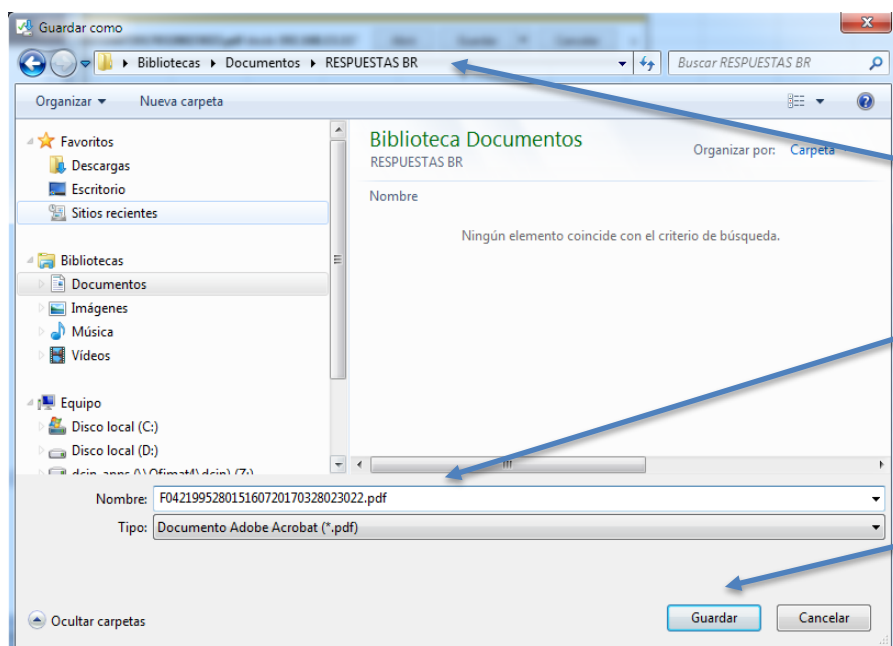 Guardar como
Bibliotecas ▸ Documentos ▸ RESPUESTAS BR
Buscar RESPUESTAS BR
Organizar
Nueva carpeta
Favoritos
Descargas
Escritorio
Sitios recientes
Bibliotecas
Documentos
Imágenes
Música
Vídeos
Equipo
Disco local (C:)
Disco local (D:)
Biblioteca Documentos
RESPUESTAS BR
Organizar por: Carpeta
Nombre
Ningún elemento coincide con el criterio de búsqueda.
Nombre: F042199528015160720170328023022.pdf
Tipo: Documento Adobe Acrobat (*.pdf)
Ocultar carpetas
Guardar
Cancelar